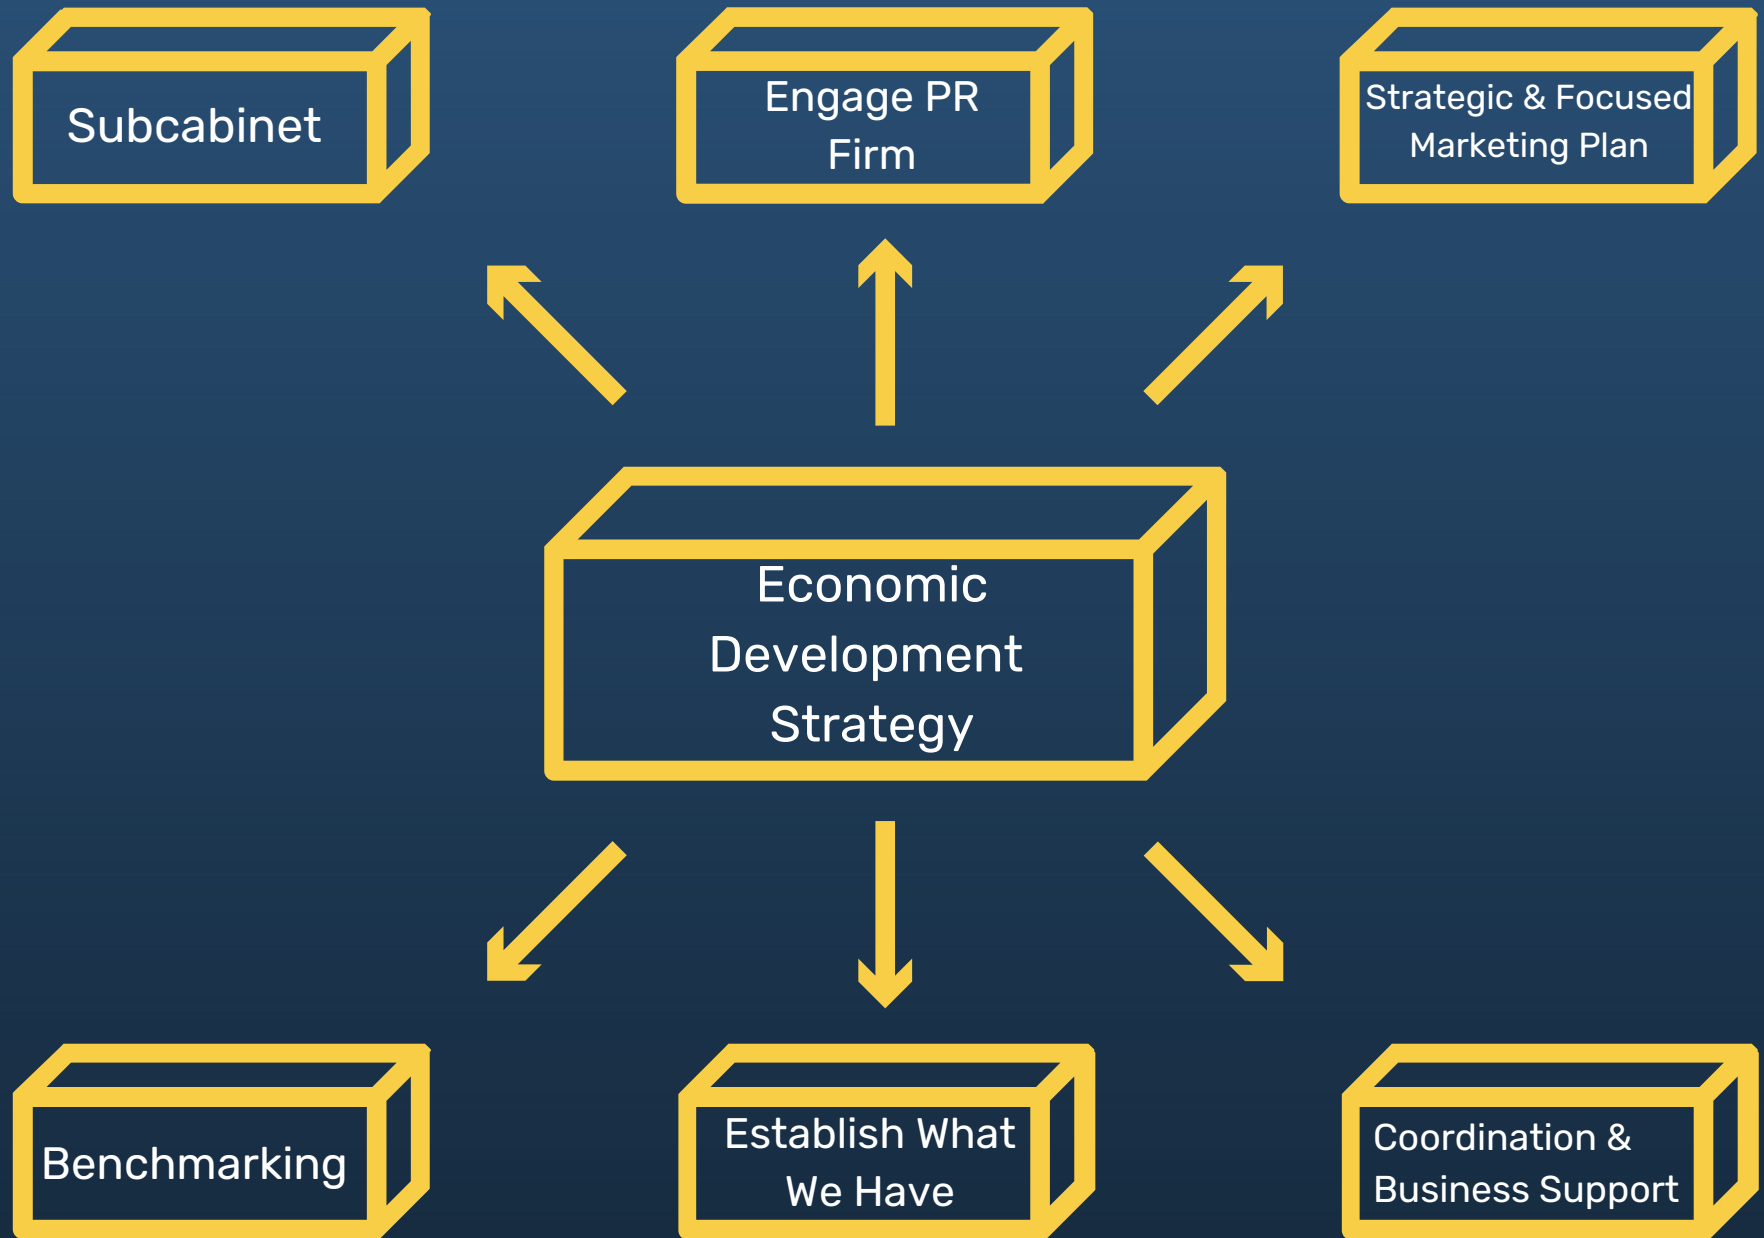 Subcabinet
Engage PR
Firm
Strategic & Focused
Marketing Plan
Economic
Development
Strategy
Benchmarking
Establish What
We Have
Coordination &
Business Support